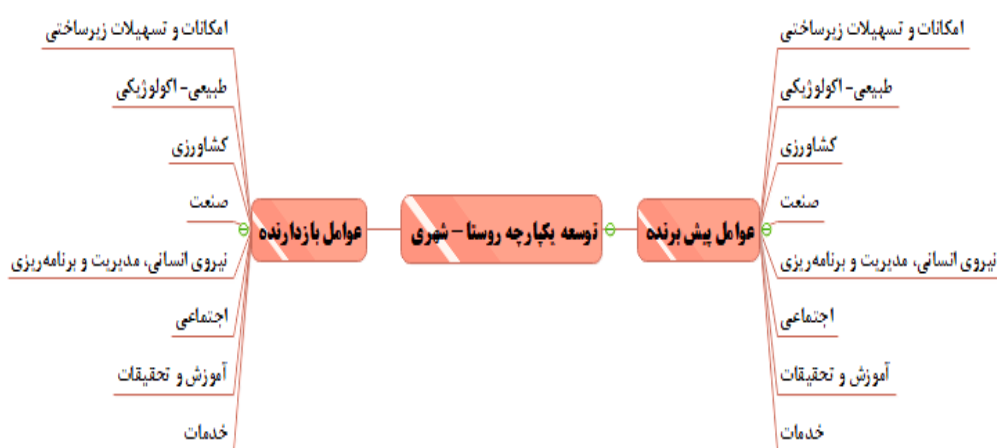 امکانات و تسهیلات زیرساختی
طبیعی- اکولوژیکی
کشاورزی
صنعت
نیروی انسانی، مدیریت و برنامه‌ریزی
اجتماعی
آموزش و تحقیقات
خدمات
عوامل پیش برنده
توسعه یکپارچه روستا – شهری
عوامل بازدارنده
امکانات و تسهیلات زیرساختی
طبیعی- اکولوژیکی
کشاورزی
صنعت
نیروی انسانی، مدیریت و برنامه‌ریزی
اجتماعی
آموزش و تحقیقات
خدمات